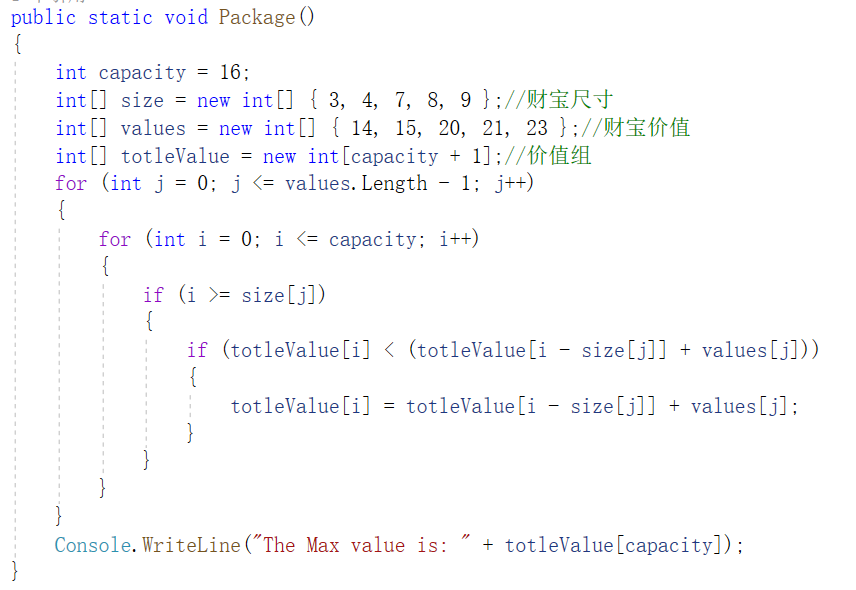 public static void Package()
{
int capacity = 16;
int[] size = new int[] { 3, 4, 7, 8, 9 };//财宝尺寸
int[] values = new int[] { 14, 15, 20, 21, 23 };//财宝价值
int[] totleValue = new int[capacity + 1];//价值组
for (int j = 0; j <= values.Length - 1; j++)
{
for (int i = 0; i <= capacity; i++)
{
if (i >= size[j])
{
if (totleValue[i] < (totleValue[i - size[j]] + values[j]))
{
totleValue[i] = totleValue[i - size[j]] + values[j];
}
}
}
}
Console.WriteLine("The Max value is: " + totleValue[capacity]);
}